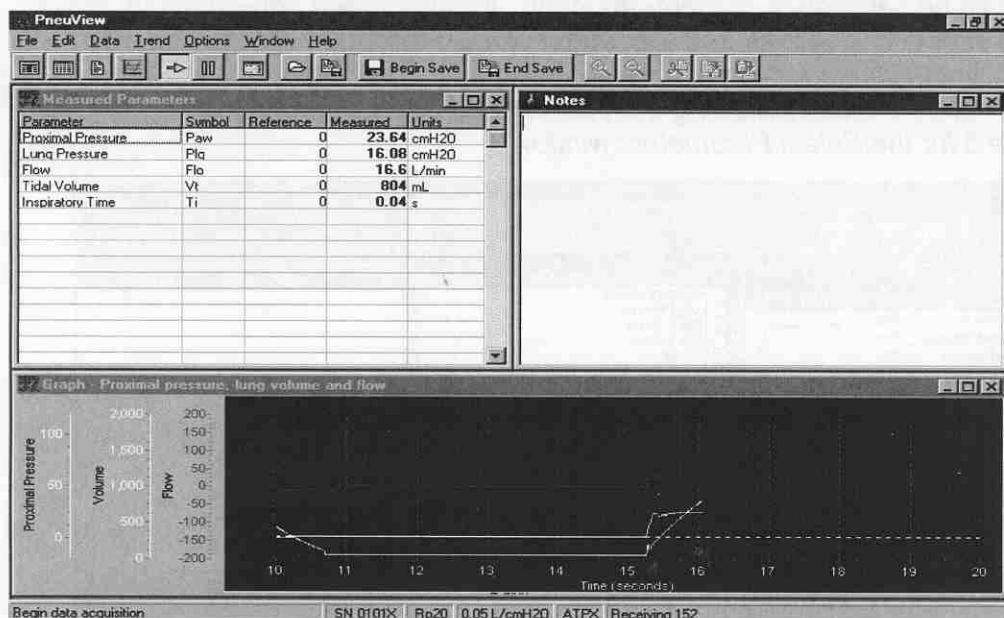 PneuView
File Edit Data Trend Options Window Help
Begin Save End Save
Measured Parameters
Parameter Symbol Reference Measured Units
Proximal Pressure Paw 0 23.64 cmH2O
Lung Pressure Plg 0 16.08 cmH2O
Flow Flo 0 16.6 L/min
Tidal Volume Vt 0 804 mL
Inspiratory Time Ti 0 0.04 s
Notes
Graph - Proximal pressure, lung volume and flow
Proximal Pressure
100
50
0
Volume
2,000
1,500
1,000
500
0
Flow
200
150
100
50
0
-50
-100
-150
-200
10 11 12 13 14 15 16 17 18 19 20
Time (seconds)
Begin data acquisition SN 0101X Rp20 0.05 L/cmH2O ATPX Receiving 152